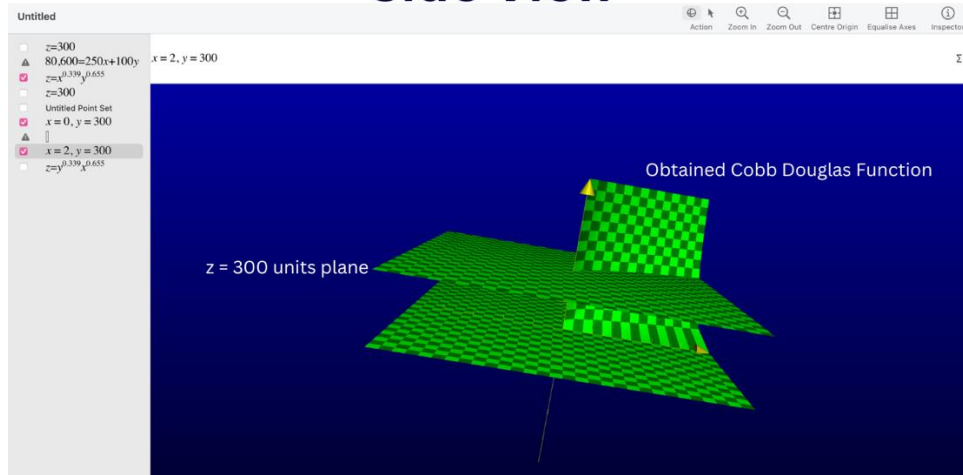 Side View
Untitled
Action Zoom In Zoom Out Centre Origin Equalise Axes Inspector
z=300
80,600=250x+100y
z=x^0.339y^0.655
z=300
Untitled Point Set
x = 0, y = 300
x = 2, y = 300
z=y^0.339x^0.655
x = 2, y = 300
Σ
Obtained Cobb Douglas Function
z = 300 units plane